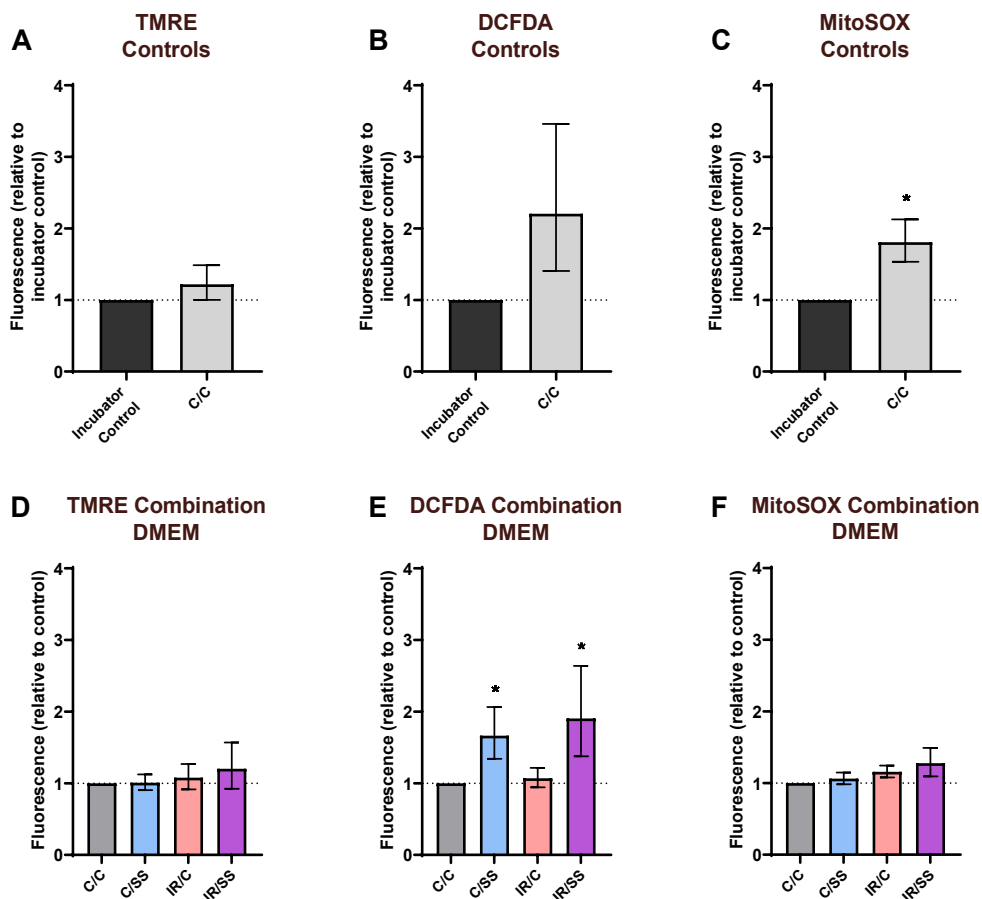 A
TMRE
Controls
Fluorescence (relative to
incubator control)
4
3
2
1
0
Incubator
Control
C/C
B
DCFDA
Controls
Fluorescence (relative to
incubator control)
4
3
2
1
0
Incubator
Control
C/C
C
MitoSOX
Controls
Fluorescence (relative to
incubator control)
4
3
2
1
0
*
Incubator
Control
C/C
D
TMRE Combination
DMEM
Fluorescence (relative to control)
4
3
2
1
0
C/C
C/SS
IR/C
IR/SS
E
DCFDA Combination
DMEM
Fluorescence (relative to control)
4
3
2
1
0
*
*
C/C
C/SS
IR/C
IR/SS
F
MitoSOX Combination
DMEM
Fluorescence (relative to control)
4
3
2
1
0
C/C
C/SS
IR/C
IR/SS